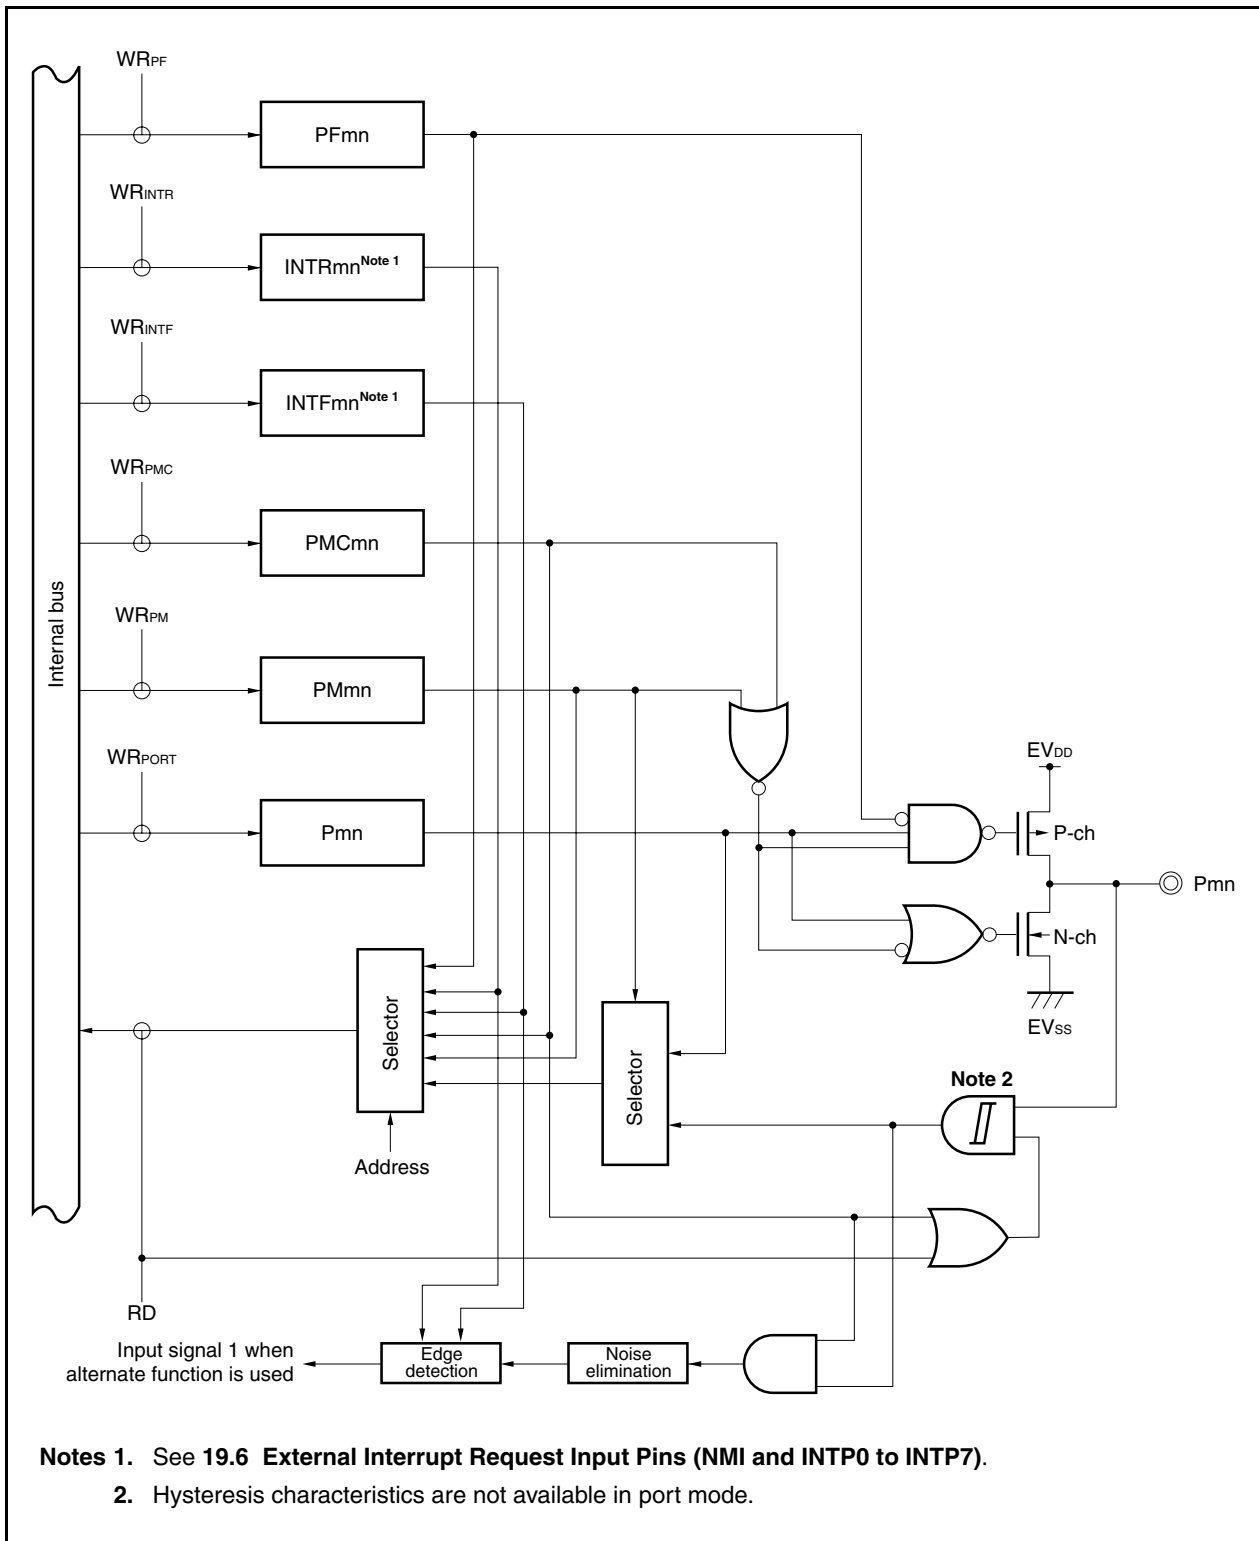 WRPF
PFmn
WRINTR
INTRmnNote 1
WRINTF
INTFmnNote 1
WRPMC
PMCmn
Internal bus
WRPM
PMmn
WRPORT
Pmn
EVDD
P-ch
Pmn
N-ch
EVSS
Selector
Selector
Note 2
Address
RD
Input signal 1 when
alternate function is used
Edge
detection
Noise
elimination
Notes 1. See 19.6 External Interrupt Request Input Pins (NMI and INTP0 to INTP7).
2. Hysteresis characteristics are not available in port mode.